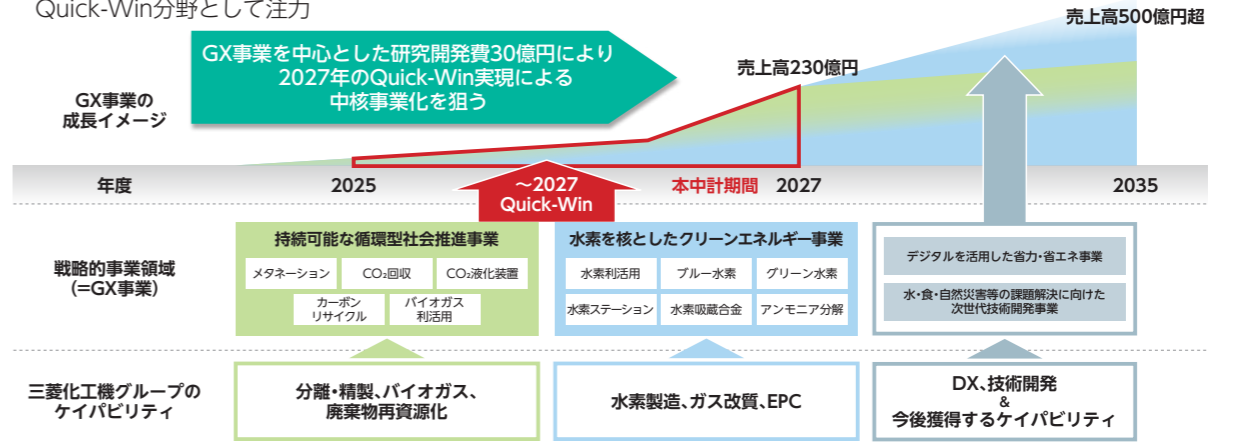 Quick-Win分野として注力
売上高500億円超
GX事業を中心とした研究開発費30億円により
2027年のQuick-Win実現による
中核事業化を狙う
売上高230億円
GX事業の
成長イメージ
年度
2025
～2027
Quick-Win
本中計期間
2027
2035
戦略的事業領域
(=GX事業)
持続可能な循環型社会推進事業
メタネーション
CO₂回収
CO₂液化装置
カーボン
リサイクル
バイオガス
利活用
水素を核としたクリーンエネルギー事業
水素利活用
ブルー水素
グリーン水素
水素ステーション
水素吸蔵合金
アンモニア分解
デジタルを活用した省力・省エネ事業
水・食・自然災害等の課題解決に向けた
次世代技術開発事業
三菱化工機グループの
ケイパビリティ
分離・精製、バイオガス、
廃棄物再資源化
水素製造、ガス改質、EPC
DX、技術開発
&
今後獲得するケイパビリティ